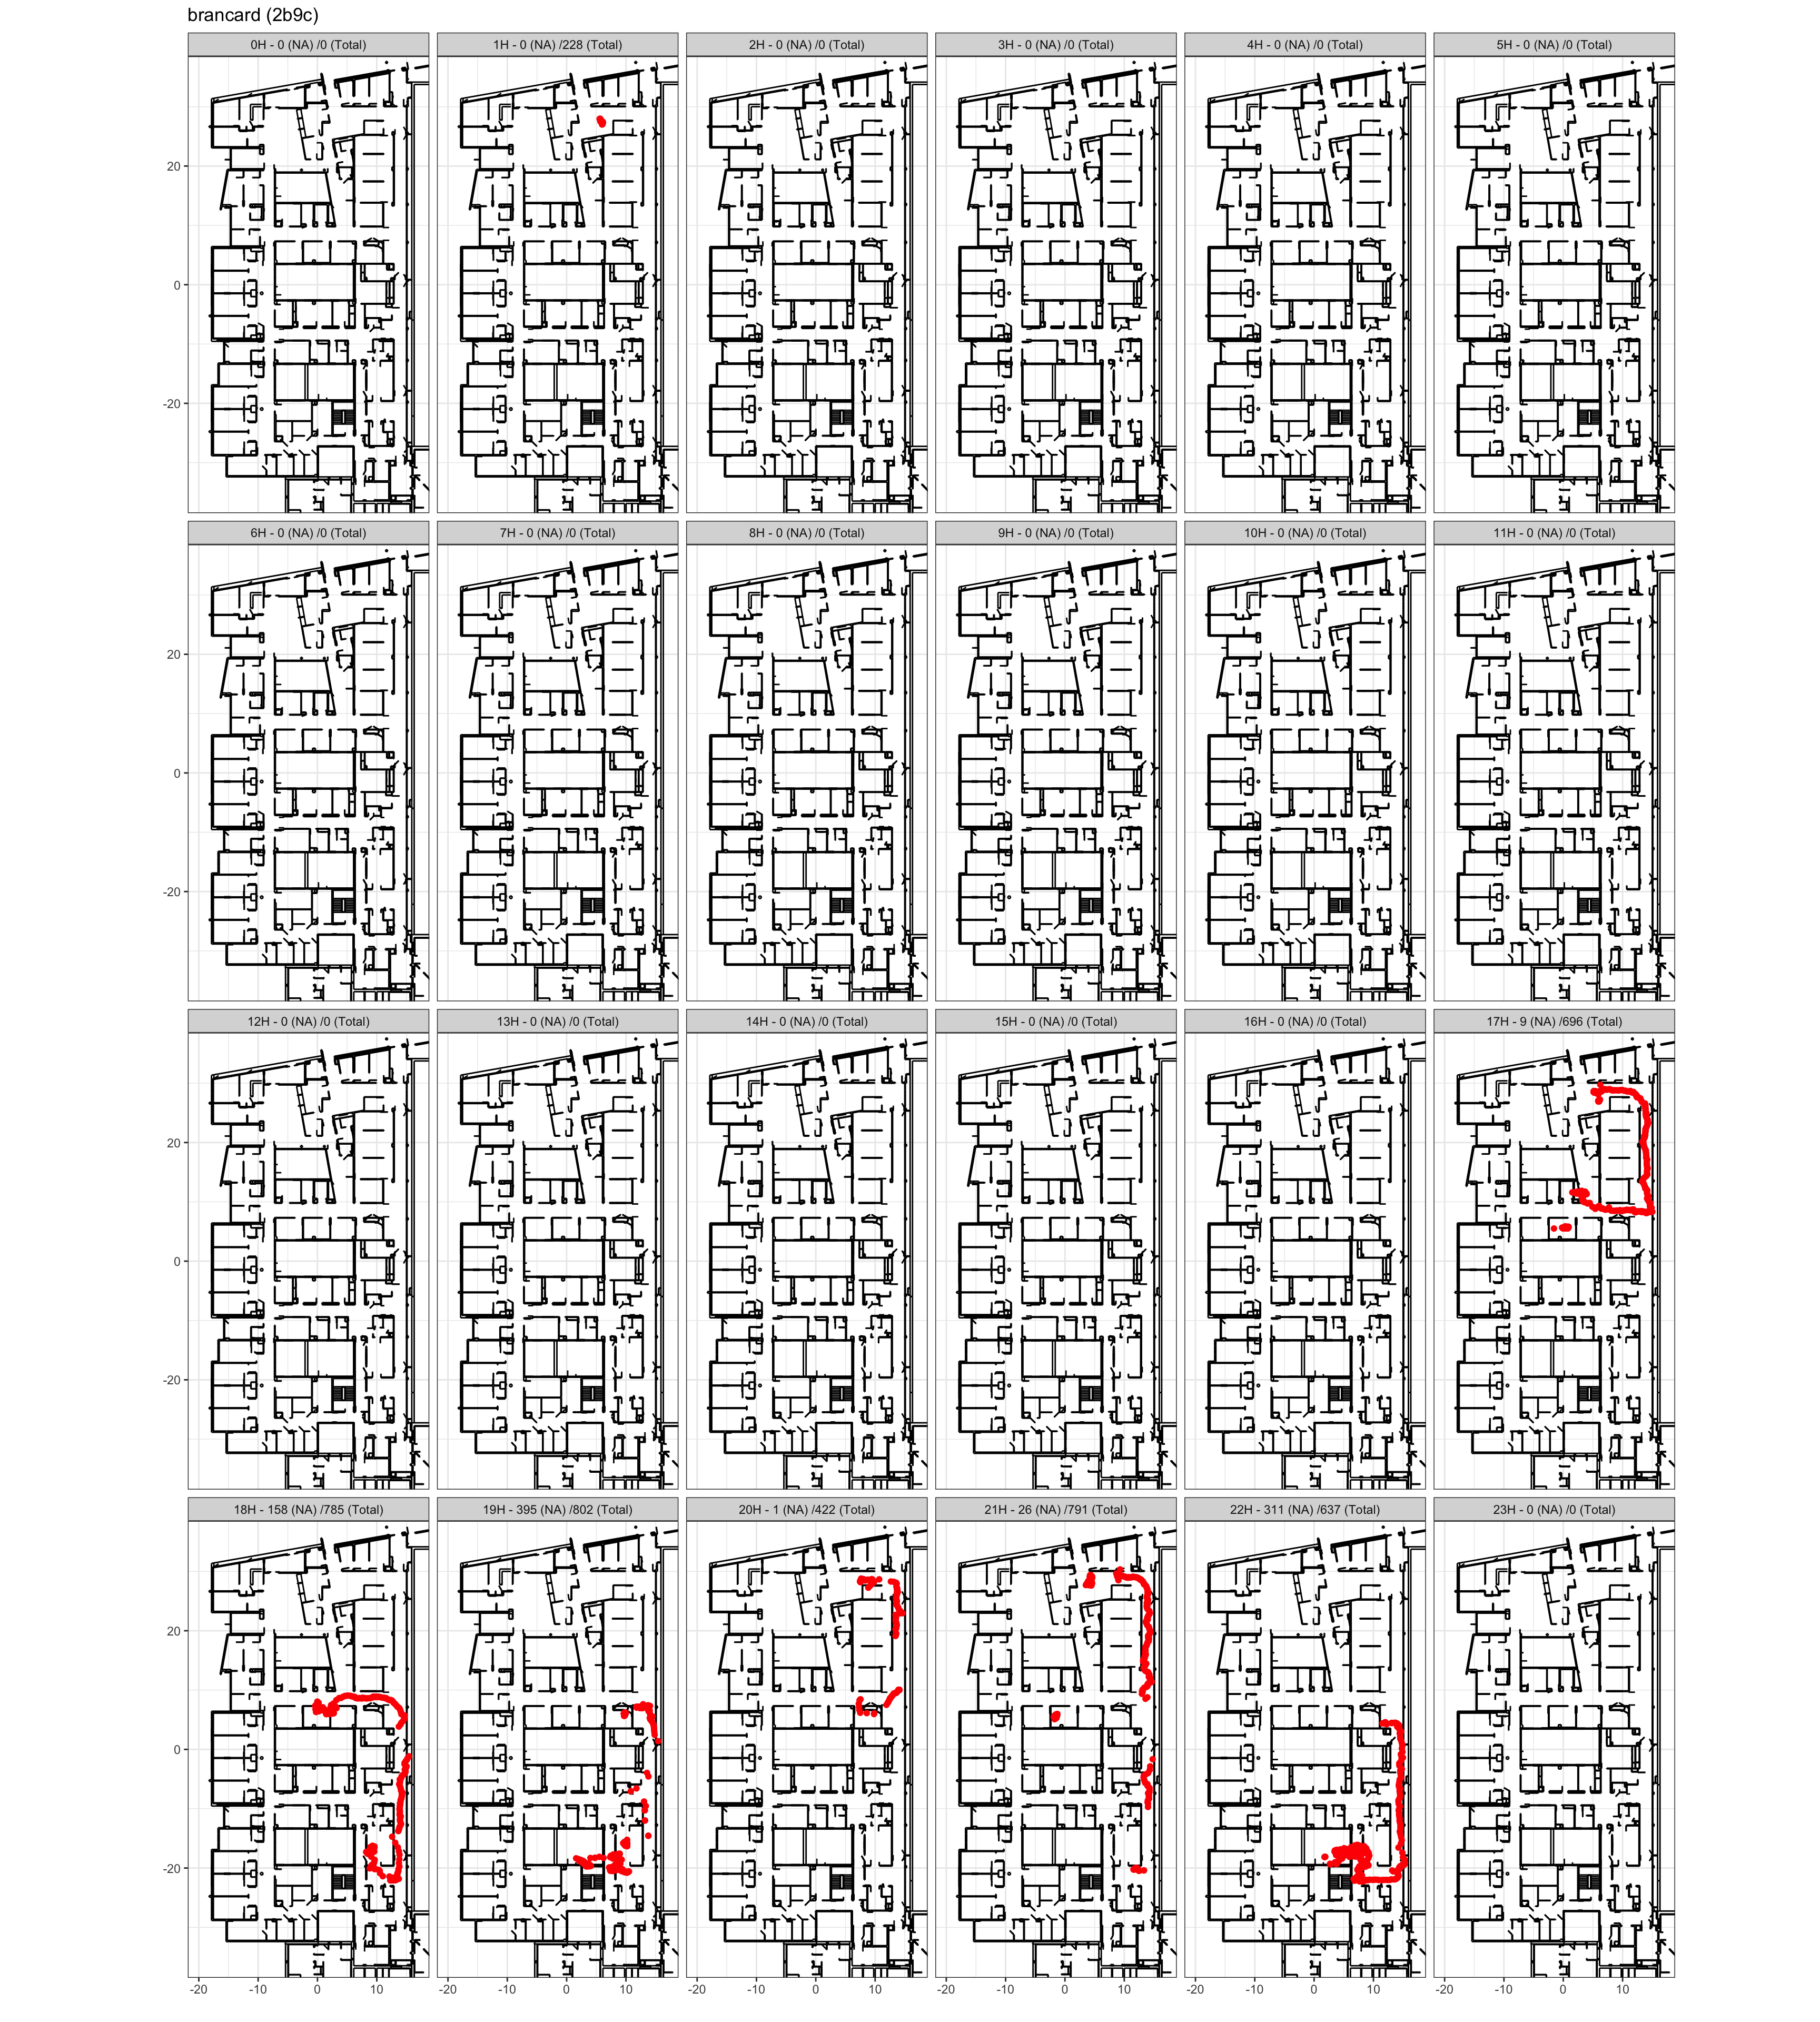 brancard (2b9c)
0H - 0 (NA) /0 (Total) 1H - 0 (NA) /228 (Total) 2H - 0 (NA) /0 (Total) 3H - 0 (NA) /0 (Total) 4H - 0 (NA) /0 (Total) 5H - 0 (NA) /0 (Total)
20
0
-20
6H - 0 (NA) /0 (Total) 7H - 0 (NA) /0 (Total) 8H - 0 (NA) /0 (Total) 9H - 0 (NA) /0 (Total) 10H - 0 (NA) /0 (Total) 11H - 0 (NA) /0 (Total)
20
0
-20
12H - 0 (NA) /0 (Total) 13H - 0 (NA) /0 (Total) 14H - 0 (NA) /0 (Total) 15H - 0 (NA) /0 (Total) 16H - 0 (NA) /0 (Total) 17H - 9 (NA) /696 (Total)
20
0
-20
18H - 158 (NA) /785 (Total) 19H - 395 (NA) /802 (Total) 20H - 1 (NA) /422 (Total) 21H - 26 (NA) /791 (Total) 22H - 311 (NA) /637 (Total) 23H - 0 (NA) /0 (Total)
20
0
-20
-20 -10 0 10 -20 -10 0 10 -20 -10 0 10 -20 -10 0 10 -20 -10 0 10 -20 -10 0 10